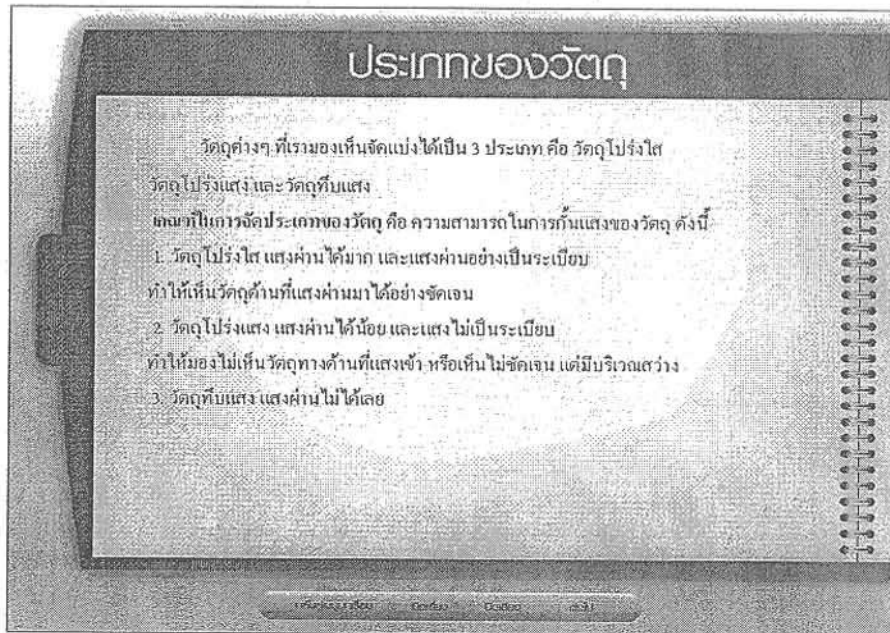 ประเภทของวัตถุ
วัตถุต่างๆ ที่เรามองเห็นจัดแบ่งได้เป็น 3 ประเภท คือ วัตถุโปร่งใส
วัตถุโปร่งแสง และวัตถุทึบแสง
เกณฑ์ในการจัดประเภทของวัตถุ คือ ความสามารถในการกั้นแสงของวัตถุ ดังนี้
1. วัตถุโปร่งใส แสงผ่านได้มาก และแสงผ่านอย่างเป็นระเบียบ
ทำให้เห็นวัตถุด้านที่แสงผ่านมาได้อย่างชัดเจน
2. วัตถุโปร่งแสง แสงผ่านได้น้อย และแสงไม่เป็นระเบียบ
ทำให้มองไม่เห็นวัตถุทางด้านที่แสงเข้า หรือเห็นไม่ชัดเจน แต่มีบริเวณสว่าง
3. วัตถุทึบแสง แสงผ่านไม่ได้เลย